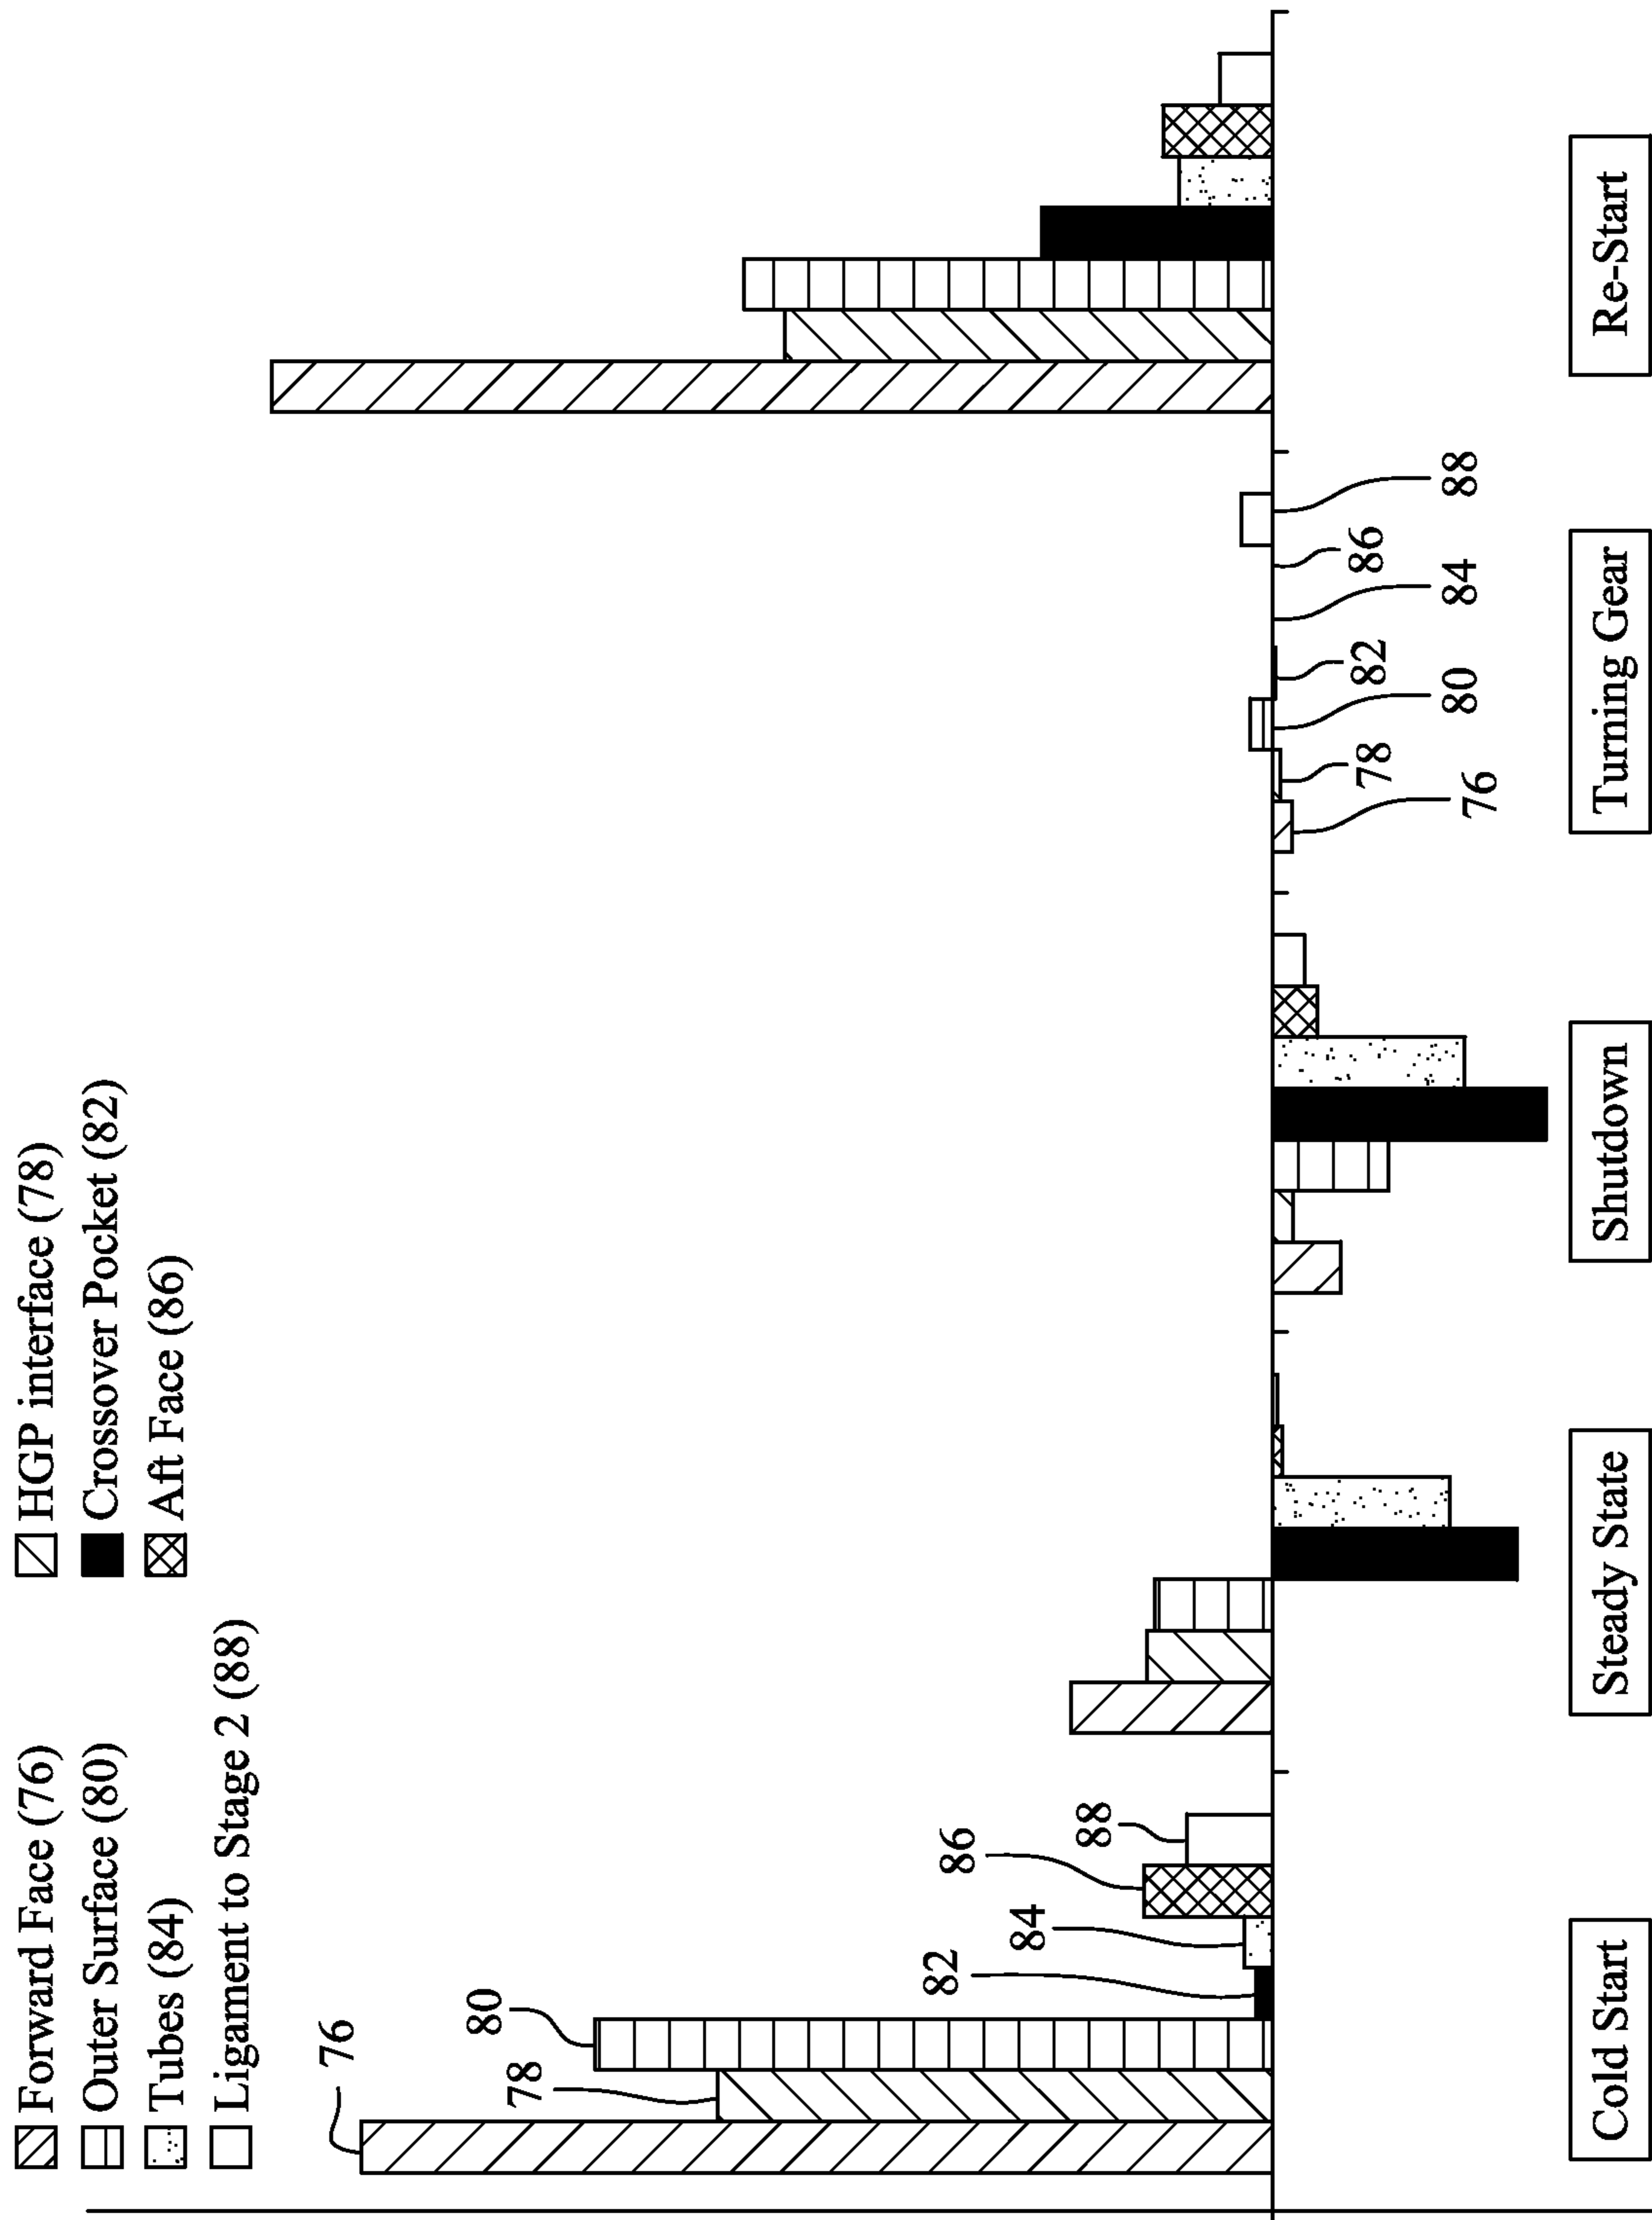 Forward Face (76) HGP interface (78)
Outer Surface (80) Crossover Pocket (82)
Tubes (84) Aft Face (86)
Ligament to Stage 2 (88)
76
80
78
82
84
86
88
78
76
82
80
86
84
88
Cold Start Steady State Shutdown Turning Gear Re-Start